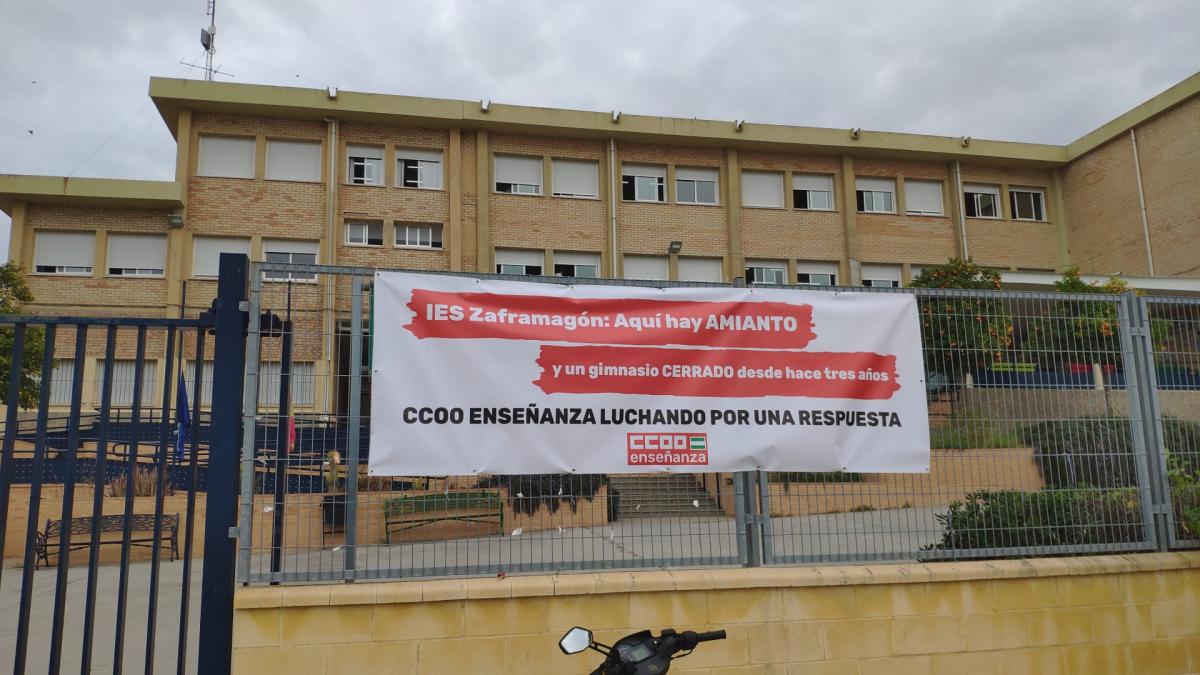 IES Zaframagón: Aquí hay AMIANTO
y un gimnasio CERRADO desde hace tres años
CCOO ENSEÑANZA LUCHANDO POR UNA RESPUESTA
CCOO
enseñanza